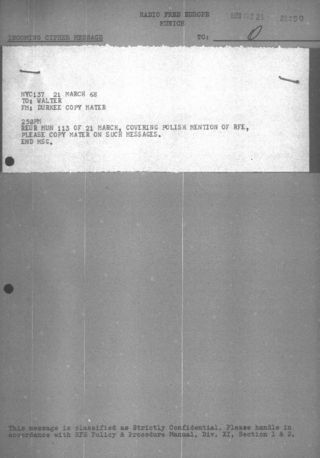 RADIO FREE EUROPE
MUNICH
INCOMING CIPHER MESSAGE
TO:
NYC137 21 MARCH 68
TO: WALTER
FM: DURKEE COPY MATER
258PM
REUR MUN 113 OF 21 MARCH, COVERING POLISH MENTION OF RFE,
PLEASE COPY MATER ON SUCH MESSAGES.
END MSG.
This message is classified as Strictly Confidential. Please handle in
accordance with RFE Policy & Procedure Manual, Div. XI, Section 1 & 2.